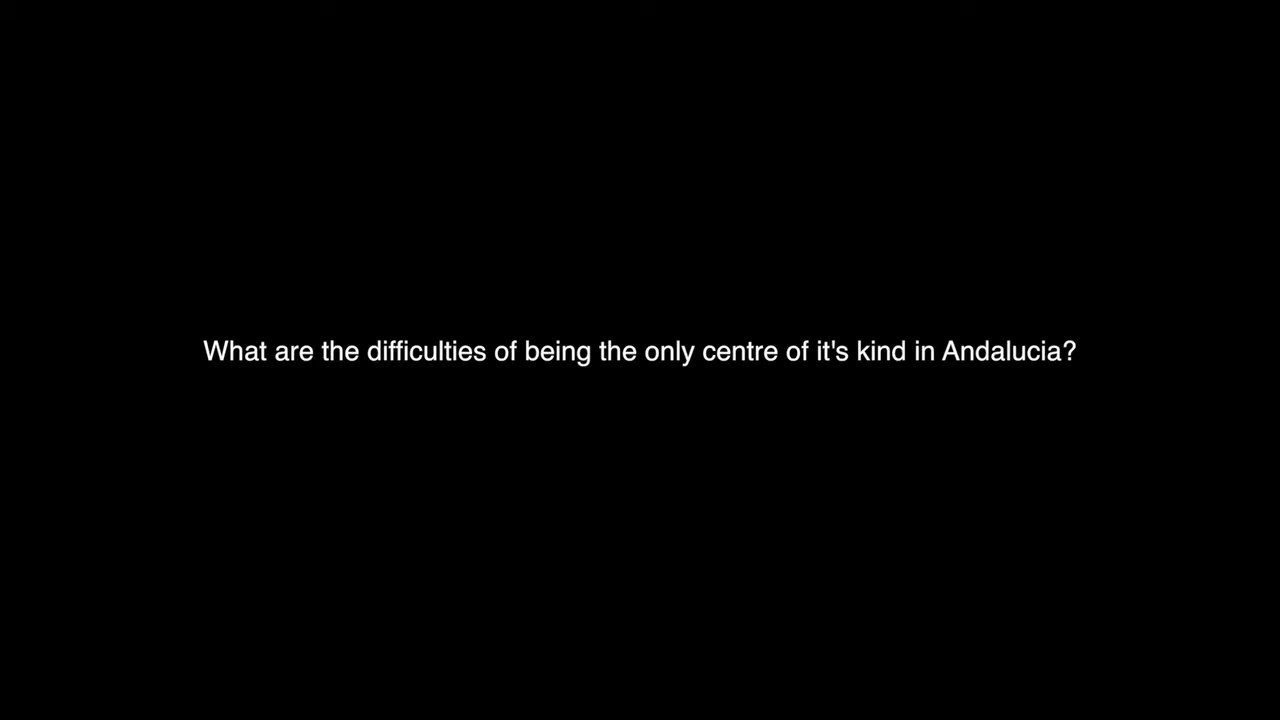 What are the difficulties of being the only centre of it's kind in Andalucia?